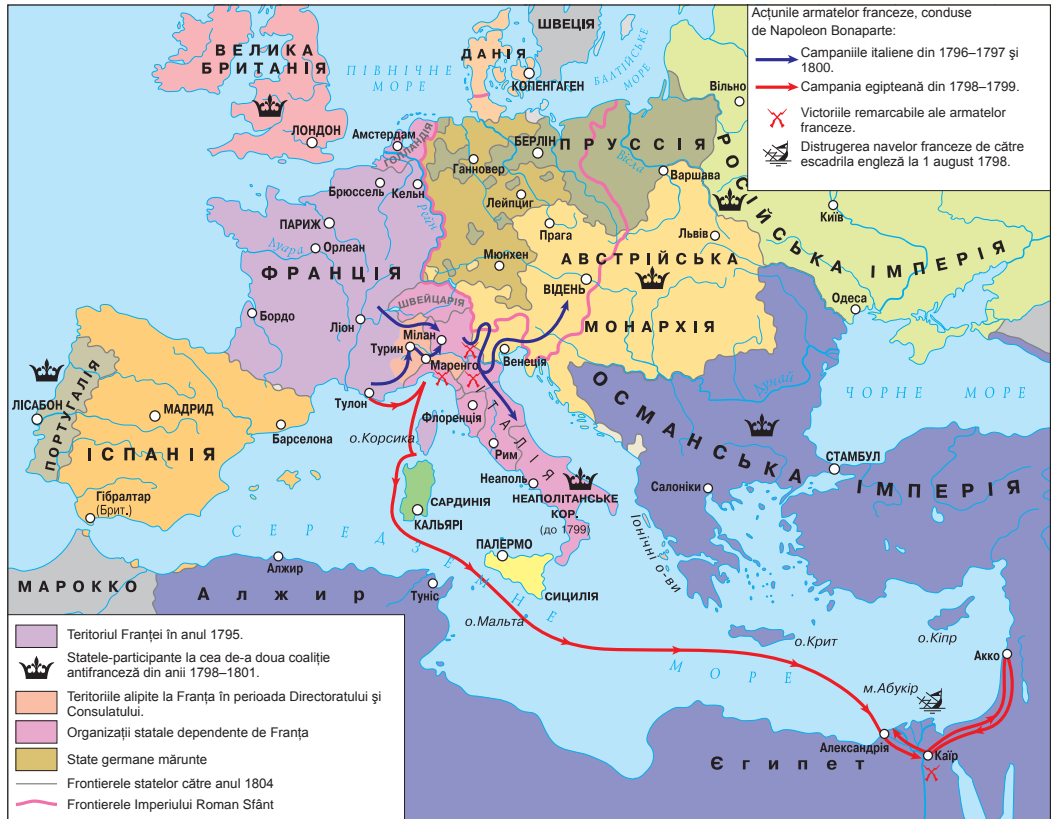 Acțiunile armatelor franceze, conduse
de Napoleon Bonaparte:
Campaniile italiene din 1796–1797 și
1800.
Campania egipteană din 1798–1799.
Victoriile remarcabile ale armatelor
franceze.
Distrugerea navelor franceze de către
escadrila engleză la 1 august 1798.
ШВЕЦІЯ
ВЕЛИКА
БРИТАНІЯ
ДАНІЯ
ПІВНІЧНЕ
МОРЕ
БАЛТІЙСЬКЕ
МОРЕ
КОПЕНГАГЕН
Вільно
ЛОНДОН
Амстердам
ГОЛЛАНДІЯ
БЕРЛІН
ПРУССІЯ
Ганновер
Вісла
Варшава
РОСІЙСЬКА ІМПЕРІЯ
Брюссель
Кельн
Лейпциг
Рейн
Київ
ПАРИЖ
Прага
Львів
Орлеан
Луара
Мюнхен
АВСТРІЙСЬКА
МОНАРХІЯ
ФРАНЦІЯ
ВІДЕНЬ
Одеса
ШВЕЙЦАРІЯ
Бордо
Ліон
Мілан
Турин
Маренго
Венеція
Дунай
ЧОРНЕ МОРЕ
ПОРТУГАЛІЯ
ЛІСАБОН
МАДРИД
Тулон
Флоренція
ІТАЛІЯ
ОСМАНСЬКА ІМПЕРІЯ
Барселона
о.Корсика
ІСПАНІЯ
Рим
СТАМБУЛ
Неаполь
Салоніки
Гібралтар
(Брит.)
САРДИНІЯ
КАЛЬЯРІ
НЕАПОЛІТАНСЬКЕ
КОР.
(до 1799)
Іонічні о-ви
СЕРЕДЗЕМНЕ
МОРЕ
ПАЛЕРМО
Алжир
МАРОККО
Алжир
Туніс
СИЦИЛІЯ
о.Мальта
о.Крит
о.Кіпр
Акко
м.Абукір
Александрія
Каїр
Єгипет
Teritoriul Franței în anul 1795.
Statele-participante la cea de-a doua coaliție
antifranceză din anii 1798–1801.
Teritoriile alipite la Franța în perioada Directoratului și
Consulatului.
Organizații statale dependente de Franța
State germane mărunte
Frontierele statelor către anul 1804
Frontierele Imperiului Roman Sfânt